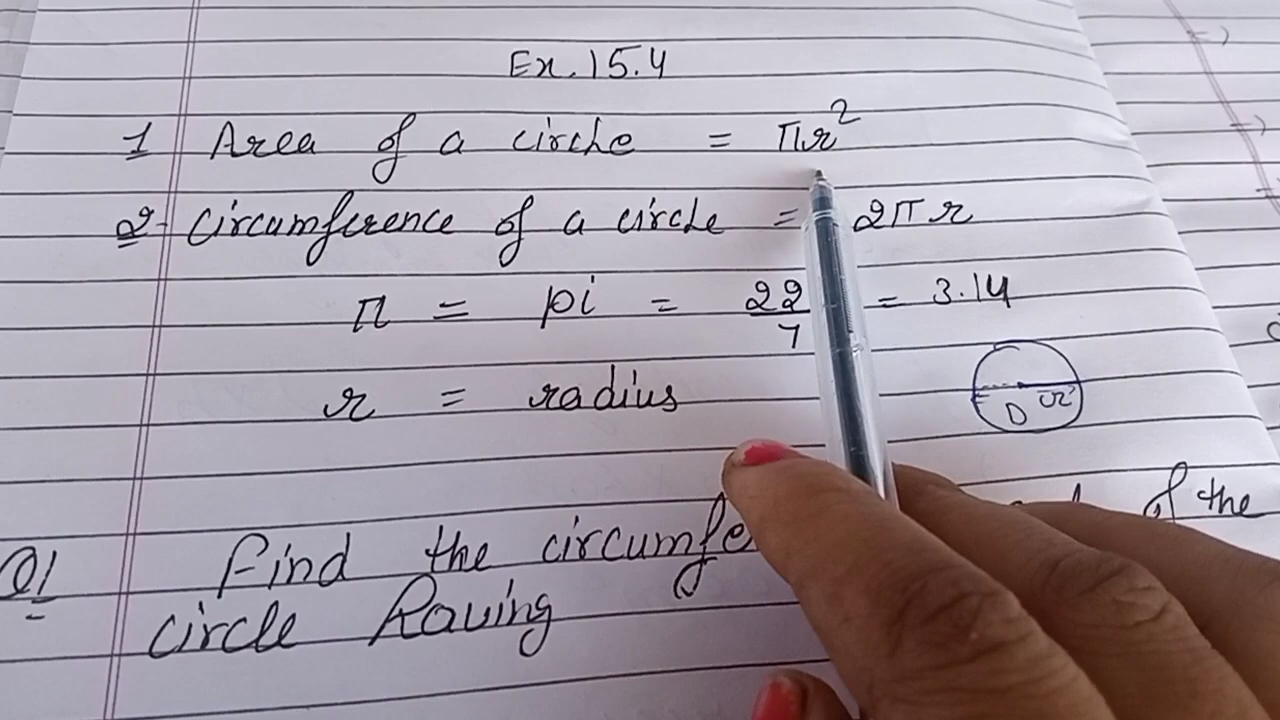 Ex. 15.4
1 Area of a circle = πr²
2- Circumference of a circle = 2πr
π = pi = 22/7 = 3.14
r = radius
D r
Q1 Find the of the
circle Having